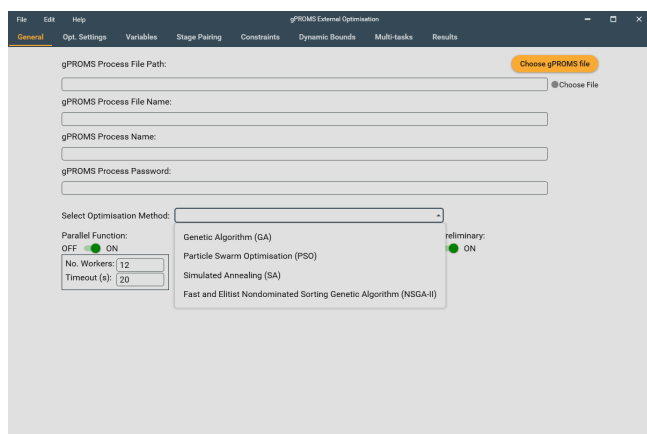 File Edit Help gPROMS External Optimisation
General Opt. Settings Variables Stage Pairing Constraints Dynamic Bounds Multi-tasks Results
gPROMS Process File Path:
Choose gPROMS file
Choose File
gPROMS Process File Name:
gPROMS Process Name:
gPROMS Process Password:
Select Optimisation Method:
Parallel Function:
OFF ON
No. Workers: 12
Timeout (s): 20
Genetic Algorithm (GA)
Particle Swarm Optimisation (PSO)
Simulated Annealing (SA)
Fast and Elitist Nondominated Sorting Genetic Algorithm (NSGA-II)
reliminary:
ON